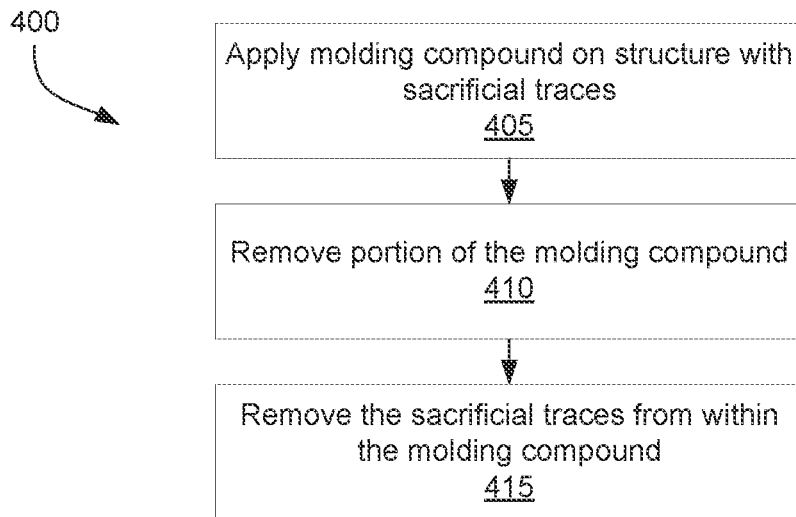 400
Apply molding compound on structure with
sacrificial traces
405
Remove portion of the molding compound
410
Remove the sacrificial traces from within
the molding compound
415